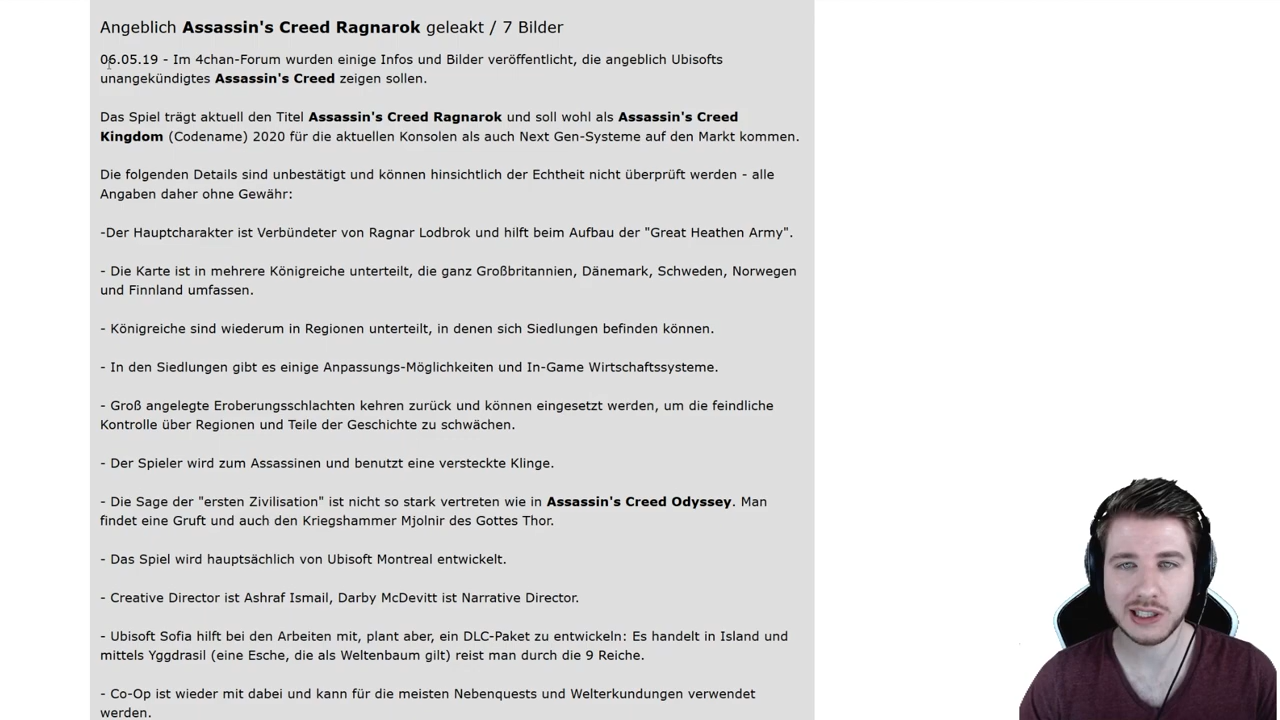 Angeblich Assassin's Creed Ragnarok geleakt / 7 Bilder
06.05.19 - Im 4chan-Forum wurden einige Infos und Bilder veröffentlicht, die angeblich Ubisofts
unangekündigtes Assassin's Creed zeigen sollen.
Das Spiel trägt aktuell den Titel Assassin's Creed Ragnarok und soll wohl als Assassin's Creed
Kingdom (Codename) 2020 für die aktuellen Konsolen als auch Next Gen-Systeme auf den Markt kommen.
Die folgenden Details sind unbestätigt und können hinsichtlich der Echtheit nicht überprüft werden - alle
Angaben daher ohne Gewähr:
-Der Hauptcharakter ist Verbündeter von Ragnar Lodbrok und hilft beim Aufbau der "Great Heathen Army".
- Die Karte ist in mehrere Königreiche unterteilt, die ganz Großbritannien, Dänemark, Schweden, Norwegen
und Finnland umfassen.
- Königreiche sind wiederum in Regionen unterteilt, in denen sich Siedlungen befinden können.
- In den Siedlungen gibt es einige Anpassungs-Möglichkeiten und In-Game Wirtschaftssysteme.
- Groß angelegte Eroberungsschlachten kehren zurück und können eingesetzt werden, um die feindliche
Kontrolle über Regionen und Teile der Geschichte zu schwächen.
- Der Spieler wird zum Assassinen und benutzt eine versteckte Klinge.
- Die Sage der "ersten Zivilisation" ist nicht so stark vertreten wie in Assassin's Creed Odyssey. Man
findet eine Gruft und auch den Kriegshammer Mjolnir des Gottes Thor.
- Das Spiel wird hauptsächlich von Ubisoft Montreal entwickelt.
- Creative Director ist Ashraf Ismail, Darby McDevitt ist Narrative Director.
- Ubisoft Sofia hilft bei den Arbeiten mit, plant aber, ein DLC-Paket zu entwickeln: Es handelt in Island und
mittels Yggdrasil (eine Esche, die als Weltenbaum gilt) reist man durch die 9 Reiche.
- Co-Op ist wieder mit dabei und kann für die meisten Nebenquests und Welterkundungen verwendet
werden.